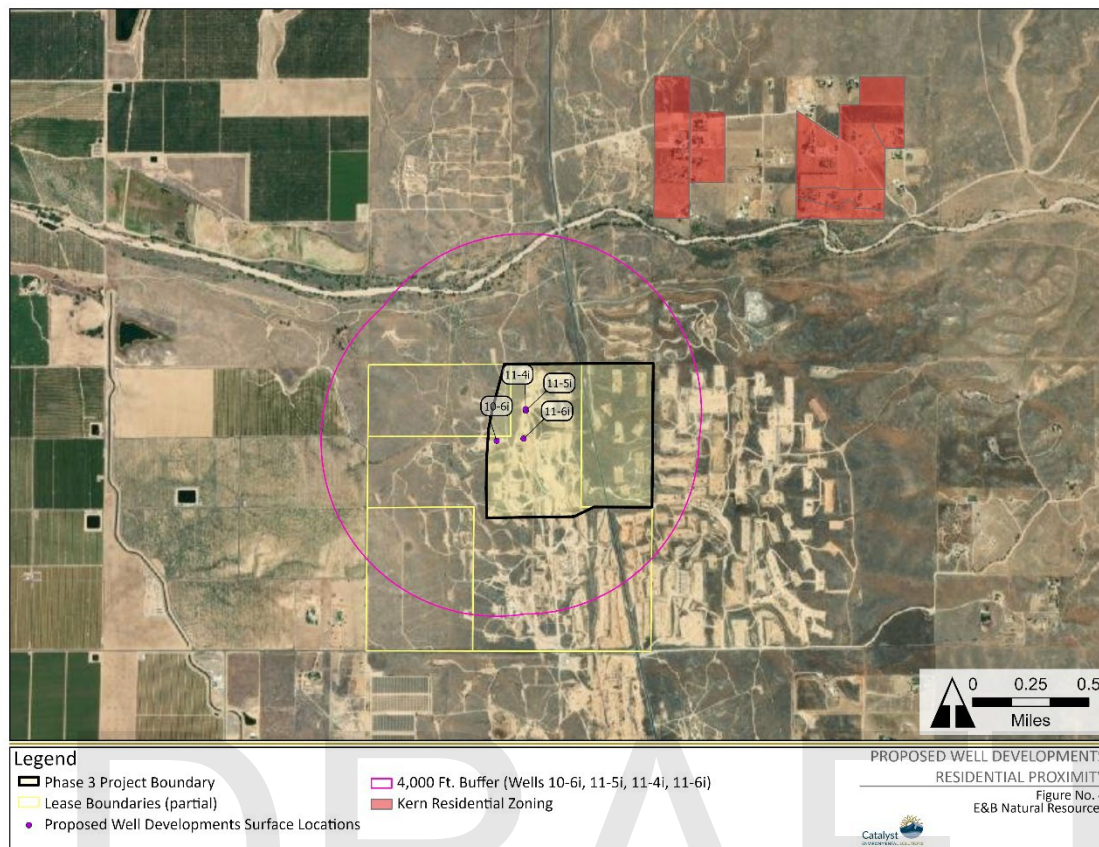 11-4i
11-5i
10-6i
11-6i
0 0.25 0.5
Miles
Legend
Phase 3 Project Boundary
Lease Boundaries (partial)
Proposed Well Developments Surface Locations
4,000 Ft. Buffer (Wells 10-6i, 11-5i, 11-4i, 11-6i)
Kern Residential Zoning
PROPOSED WELL DEVELOPMENTS
RESIDENTIAL PROXIMITY
Figure No.
E&B Natural Resource
Catalyst
ENVIRONMENTAL SOLUTIONS
DRAFT